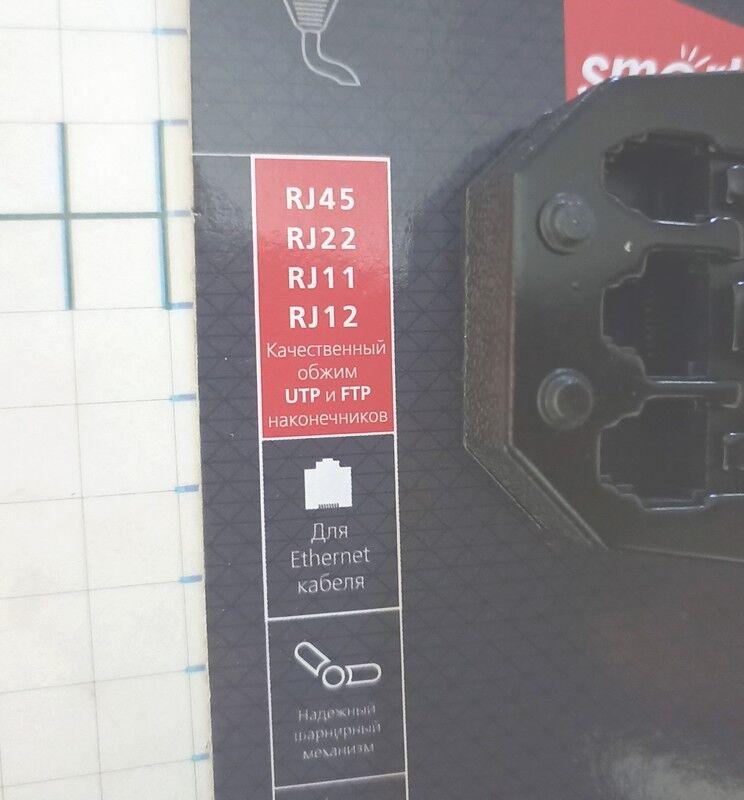 RJ45
RJ22
RJ11
RJ12
Качественный
обжим
UTP и FTP
наконечников
Для
Ethernet
кабеля
Надежный
шарнирный
механизм